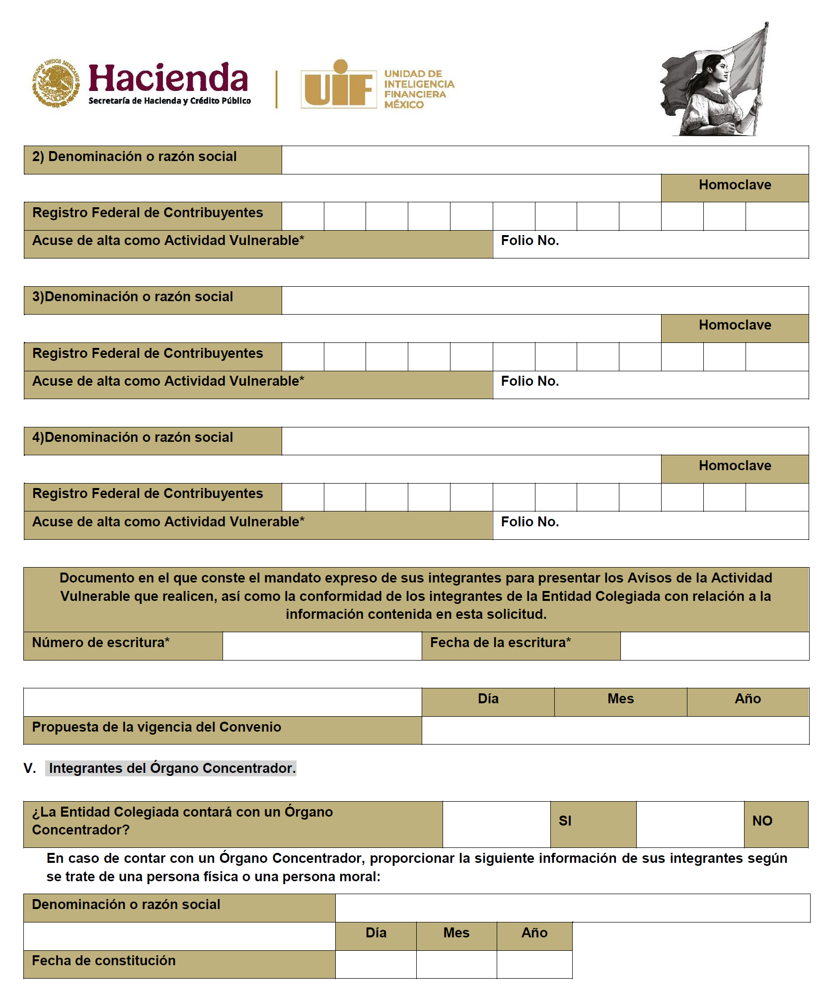 ESTADOS UNIDOS MEXICANOS
Hacienda
Secretaría de Hacienda y Crédito Público
UIF
UNIDAD DE
INTELIGENCIA
FINANCIERA
MÉXICO
2) Denominación o razón social
Homoclave
Registro Federal de Contribuyentes
Acuse de alta como Actividad Vulnerable* Folio No.
3)Denominación o razón social
Homoclave
Registro Federal de Contribuyentes
Acuse de alta como Actividad Vulnerable* Folio No.
4)Denominación o razón social
Homoclave
Registro Federal de Contribuyentes
Acuse de alta como Actividad Vulnerable* Folio No.
Documento en el que conste el mandato expreso de sus integrantes para presentar los Avisos de la Actividad
Vulnerable que realicen, así como la conformidad de los integrantes de la Entidad Colegiada con relación a la
información contenida en esta solicitud.
Número de escritura* Fecha de la escritura*
Día Mes Año
Propuesta de la vigencia del Convenio
V. Integrantes del Órgano Concentrador.
¿La Entidad Colegiada contará con un Órgano
Concentrador? SI NO
En caso de contar con un Órgano Concentrador, proporcionar la siguiente información de sus integrantes según
se trate de una persona física o una persona moral:
Denominación o razón social
Día Mes Año
Fecha de constitución